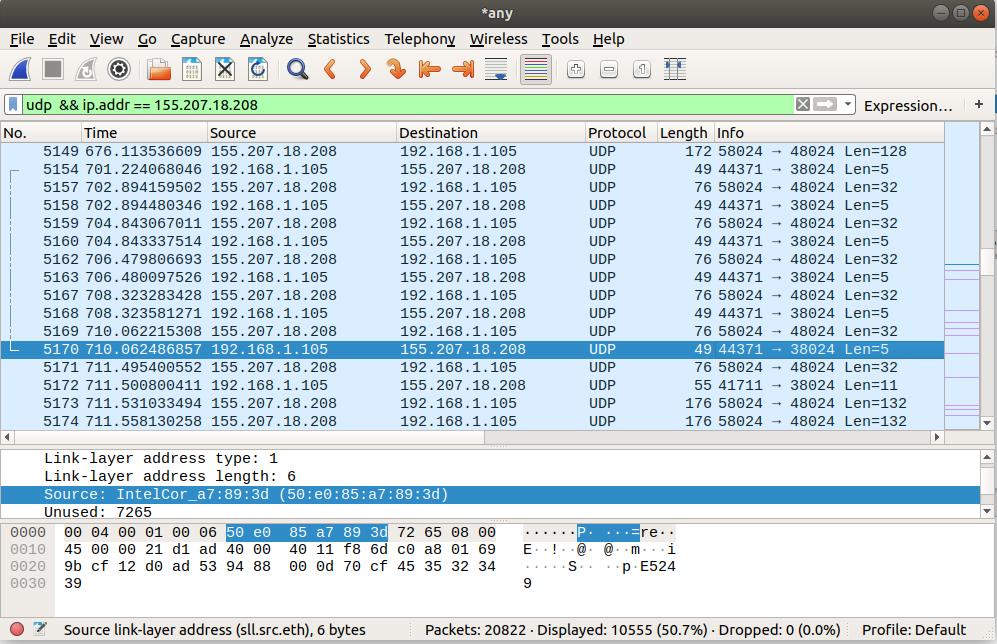 *any
File Edit View Go Capture Analyze Statistics Telephony Wireless Tools Help
udp && ip.addr == 155.207.18.208 Expression… +
No. Time Source Destination Protocol Length Info
5149 676.113536609 155.207.18.208 192.168.1.105 UDP 172 58024 → 48024 Len=128
5154 701.224068046 192.168.1.105 155.207.18.208 UDP 49 44371 → 38024 Len=5
5157 702.894159502 155.207.18.208 192.168.1.105 UDP 76 58024 → 48024 Len=32
5158 702.894480346 192.168.1.105 155.207.18.208 UDP 49 44371 → 38024 Len=5
5159 704.843067011 155.207.18.208 192.168.1.105 UDP 76 58024 → 48024 Len=32
5160 704.843337514 192.168.1.105 155.207.18.208 UDP 49 44371 → 38024 Len=5
5162 706.479806693 155.207.18.208 192.168.1.105 UDP 76 58024 → 48024 Len=32
5163 706.480097526 192.168.1.105 155.207.18.208 UDP 49 44371 → 38024 Len=5
5167 708.323283428 155.207.18.208 192.168.1.105 UDP 76 58024 → 48024 Len=32
5168 708.323581271 192.168.1.105 155.207.18.208 UDP 49 44371 → 38024 Len=5
5169 710.062215308 155.207.18.208 192.168.1.105 UDP 76 58024 → 48024 Len=32
5170 710.062486857 192.168.1.105 155.207.18.208 UDP 49 44371 → 38024 Len=5
5171 711.495400552 155.207.18.208 192.168.1.105 UDP 76 58024 → 48024 Len=32
5172 711.500800411 192.168.1.105 155.207.18.208 UDP 55 41711 → 38024 Len=11
5173 711.531033494 155.207.18.208 192.168.1.105 UDP 176 58024 → 48024 Len=132
5174 711.558130258 155.207.18.208 192.168.1.105 UDP 176 58024 → 48024 Len=132
Link-layer address type: 1
Link-layer address length: 6
Source: IntelCor_a7:89:3d (50:e0:85:a7:89:3d)
Unused: 7265
0000 00 04 00 01 00 06 50 e0 85 a7 89 3d 72 65 08 00 ······P· ···=re··
0010 45 00 00 21 d1 ad 40 00 40 11 f8 6d c0 a8 01 69 E··!··@· @··m···i
0020 9b cf 12 d0 ad 53 94 88 00 0d 70 cf 45 35 32 34 ·····S·· ··p·E524
0030 39 9
Source link-layer address (sll.src.eth), 6 bytes Packets: 20822 · Displayed: 10555 (50.7%) · Dropped: 0 (0.0%) Profile: Default